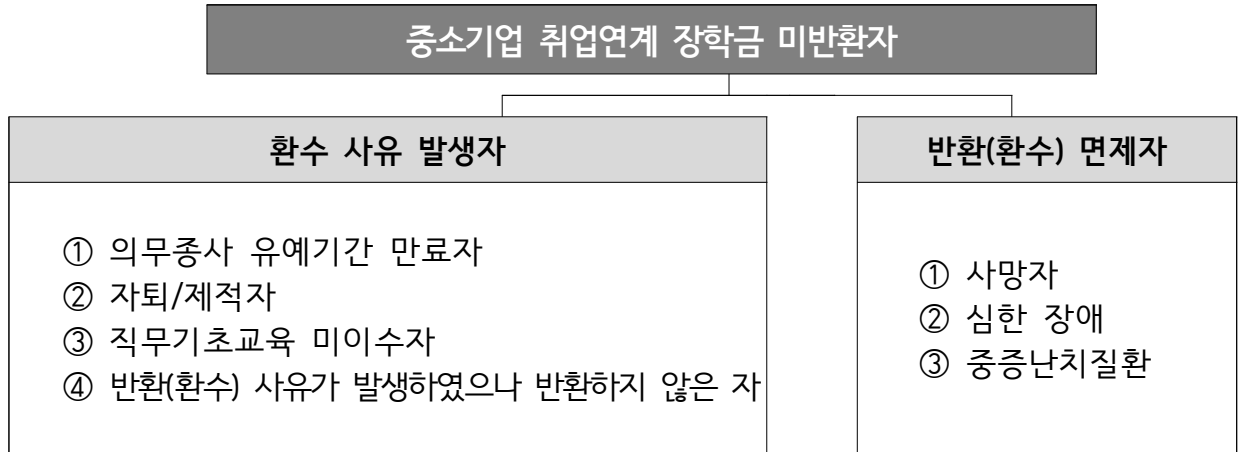 중소기업 취업연계 장학금 미반환자
환수 사유 발생자
① 의무종사 유예기간 만료자
② 자퇴/제적자
③ 직무기초교육 미이수자
④ 반환(환수) 사유가 발생하였으나 반환하지 않은 자
반환(환수) 면제자
① 사망자
② 심한 장애
③ 중증난치질환